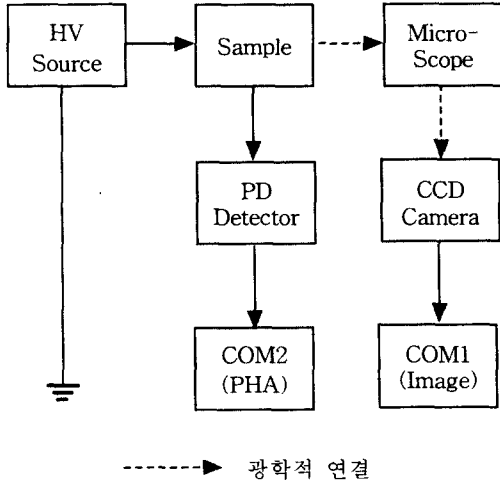 HV
Source
Sample
Micro-
Scope
PD
Detector
CCD
Camera
COM2
(PHA)
COM1
(Image)
광학적 연결